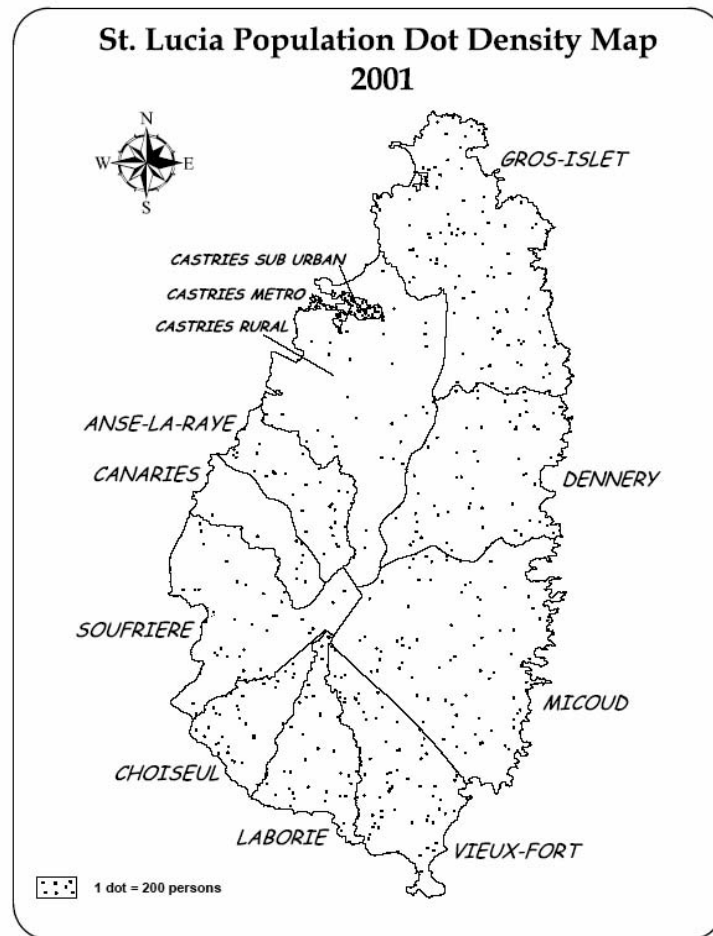 St. Lucia Population Dot Density Map
2001
N
W E
S
GROS-ISLET
CASTRIES SUB URBAN
CASTRIES METRO
CASTRIES RURAL
ANSE-LA-RAYE
CANARIES
DENNERY
SOUFRIERE
MICOUD
CHOISEUL
LABORIE
VIEUX-FORT
1 dot = 200 persons